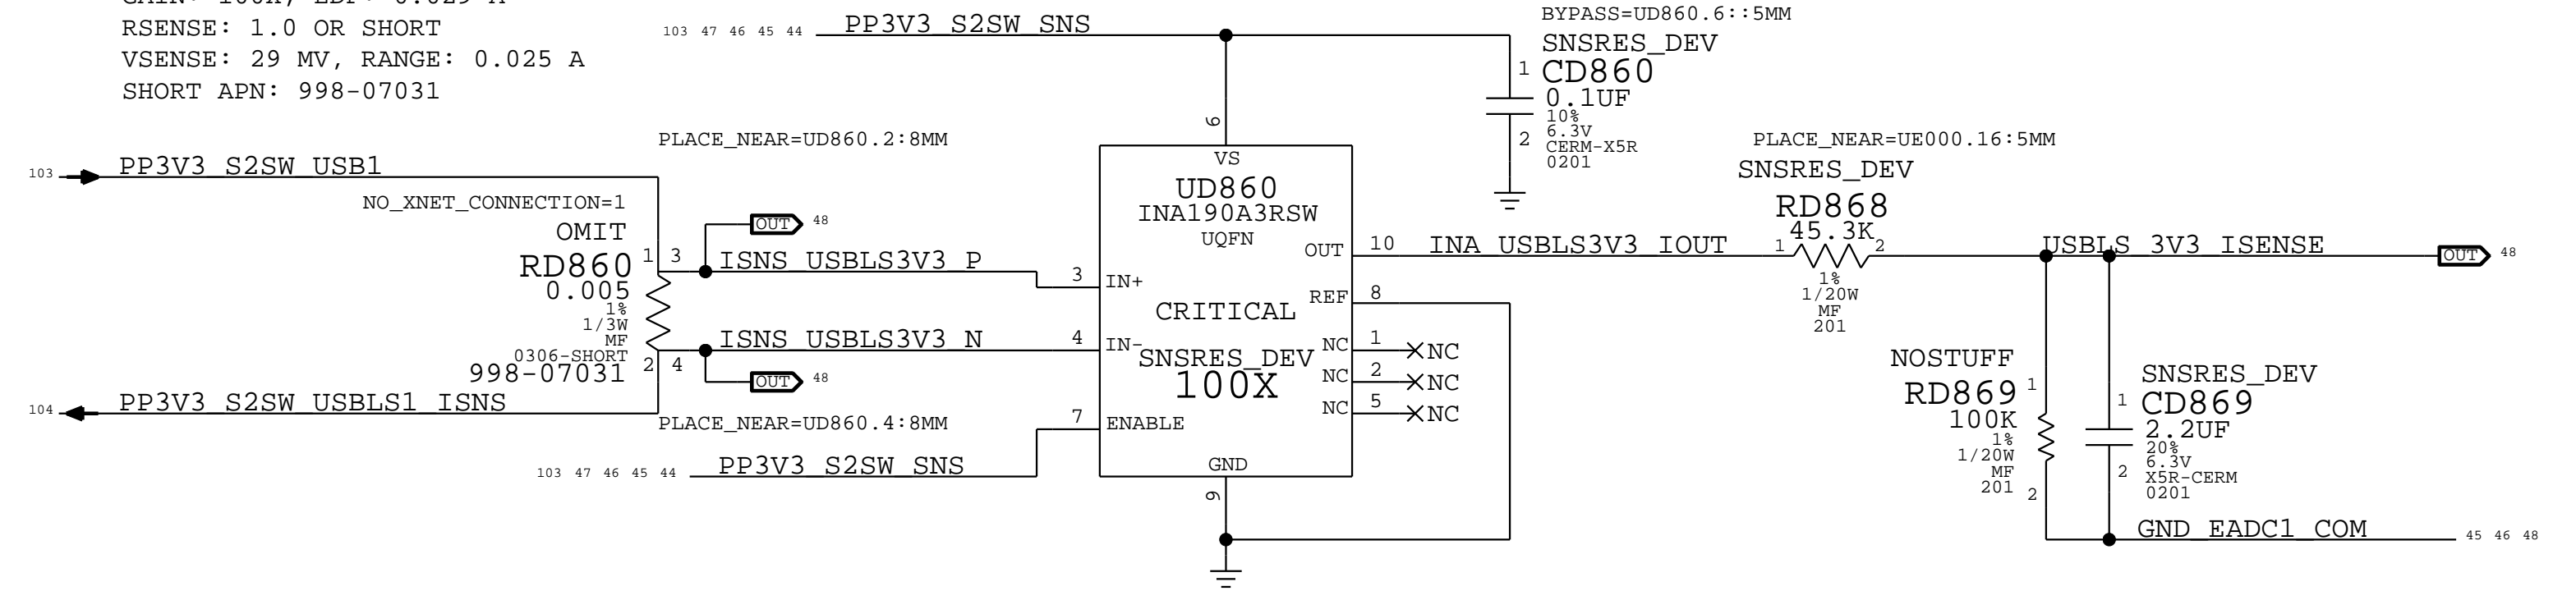 RSENSE: 1.0 OR SHORT
VSENSE: 29 MV, RANGE: 0.025 A
SHORT APN: 998-07031
103 47 46 45 44 PP3V3_S2SW_SNS
BYPASS=UD860.6::5MM
SNSRES_DEV
1 CD860
0.1UF
10%
6.3V
2 CERM-X5R
0201
6
PLACE_NEAR=UD860.2:8MM
103 PP3V3_S2SW_USB1
NO_XNET_CONNECTION=1
OMIT
1 3
RD860
0.005
1%
1/3W
MF
0306-SHORT
2 4
998-07031
OUT 48
ISNS_USBLS3V3_P
ISNS_USBLS3V3_N
OUT 48
104 PP3V3_S2SW_USBLS1_ISNS
PLACE_NEAR=UD860.4:8MM
103 47 46 45 44 PP3V3_S2SW_SNS
VS
UD860
INA190A3RSW
UQFN
OUT 10
3 IN+
REF 8
CRITICAL
4 IN-
NC 1 NC
SNSRES_DEV
100X
NC 2 NC
NC 5 NC
7 ENABLE
GND
9
INA_USBLS3V3_IOUT
PLACE_NEAR=UE000.16:5MM
SNSRES_DEV
RD868
45.3K
1 2
1%
1/20W
MF
201
USBLS_3V3_ISENSE
OUT 48
NOSTUFF
RD869 1
100K
1%
1/20W
MF
201 2
SNSRES_DEV
1 CD869
2.2UF
20%
6.3V
2 X5R-CERM
0201
GND_EADC1_COM 45 46 48